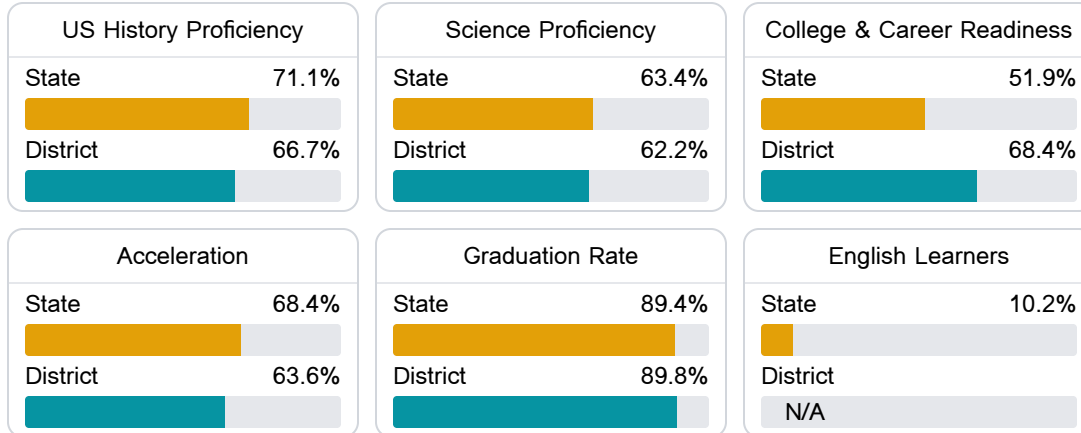 US History Proficiency
State 71.1%
District 66.7%
Science Proficiency
State 63.4%
District 62.2%
College & Career Readiness
State 51.9%
District 68.4%
Acceleration
State 68.4%
District 63.6%
Graduation Rate
State 89.4%
District 89.8%
English Learners
State 10.2%
District
N/A